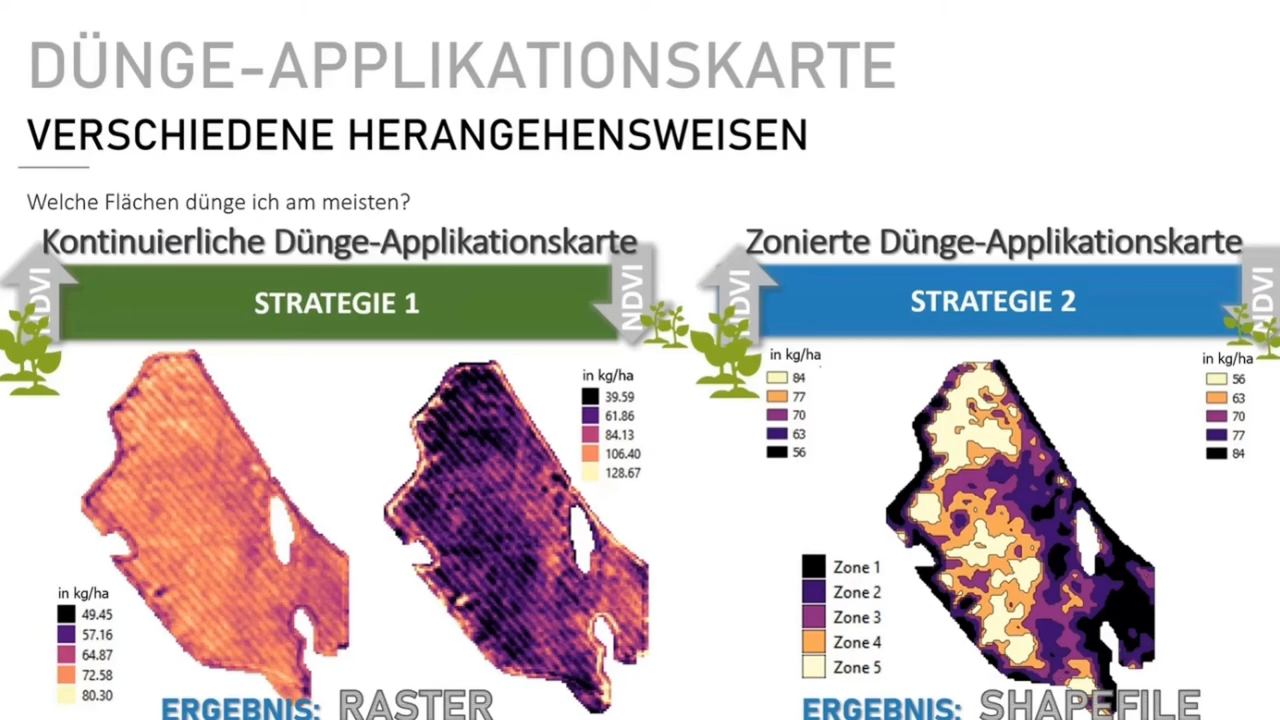 DÜNGE-APPLIKATIONSKARTE
VERSCHIEDENE HERANGEHENSWEISEN
Welche Flächen dünge ich am meisten?
Kontinuierliche Dünge-Applikationskarte
NDVI
STRATEGIE 1
NDVI
in kg/ha
39.59
61.86
84.13
106.40
128.67
in kg/ha
49.45
57.16
64.87
72.58
80.30
ERGEBNIS: RASTER
Zonierte Dünge-Applikationskarte
NDVI
STRATEGIE 2
NDVI
in kg/ha
84
77
70
63
56
in kg/ha
56
63
70
77
84
Zone 1
Zone 2
Zone 3
Zone 4
Zone 5
ERGEBNIS: SHAPEFILE